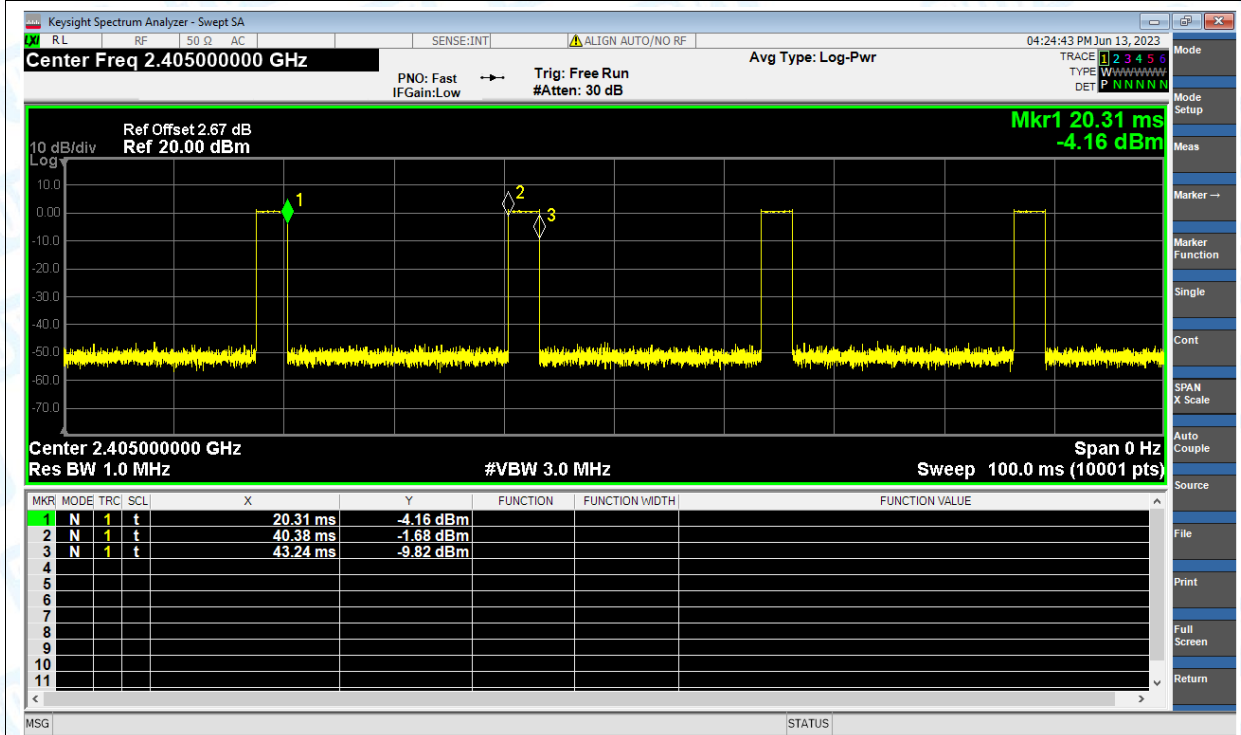 Keysight Spectrum Analyzer - Swept SA
LXI RL RF 50 Ω AC SENSE:INT ALIGN AUTO/NO RF 04:24:43 PM Jun 13, 2023
Center Freq 2.405000000 GHz
PNO: Fast
IFGain:Low
Trig: Free Run
#Atten: 30 dB
Avg Type: Log-Pwr
TRACE 1 2 3 4 5 6
TYPE WWWWWW
DET P N N N N N
Mkr1 20.31 ms
-4.16 dBm
Ref Offset 2.67 dB
10 dB/div Ref 20.00 dBm
Log
10.0
0.00
-10.0
-20.0
-30.0
-40.0
-50.0
-60.0
-70.0
1
2
3
Center 2.405000000 GHz Span 0 Hz
Res BW 1.0 MHz #VBW 3.0 MHz Sweep 100.0 ms (10001 pts)
MKR MODE TRC SCL X Y FUNCTION FUNCTION WIDTH FUNCTION VALUE
1 N 1 t 20.31 ms -4.16 dBm
2 N 1 t 40.38 ms -1.68 dBm
3 N 1 t 43.24 ms -9.82 dBm
4
5
6
7
8
9
10
11
MSG STATUS
Mode
Mode
Setup
Meas
Marker →
Marker
Function
Single
Cont
SPAN
X Scale
Auto
Couple
Source
File
Print
Full
Screen
Return